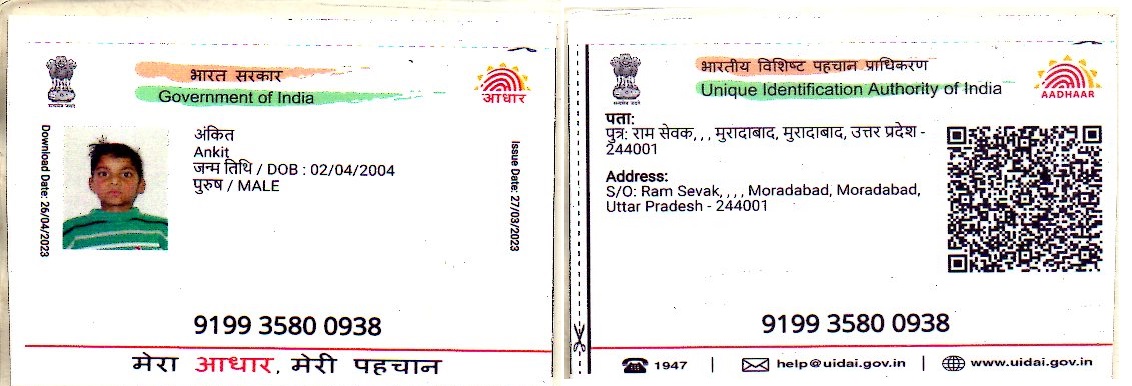 भारत सरकार
Government of India
आधार
Download Date: 26/04/2023
अंकित
Ankit
जन्म तिथि / DOB : 02/04/2004
पुरुष / MALE
Issue Date: 27/03/2023
9199 3580 0938
मेरा आधार, मेरी पहचान
भारतीय विशिष्ट पहचान प्राधिकरण
Unique Identification Authority of India
AADHAAR
पता:
पुत्र: राम सेवक, , , मुरादाबाद, मुरादाबाद, उत्तर प्रदेश -
244001
Address:
S/O: Ram Sevak, , , , Moradabad, Moradabad,
Uttar Pradesh - 244001
9199 3580 0938
1947 | help@uidai.gov.in | www.uidai.gov.in